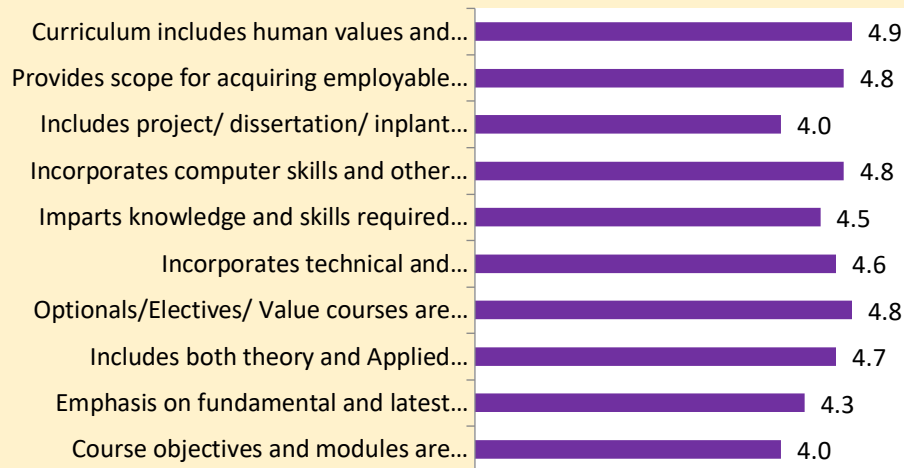 Curriculum includes human values and... 4.9
Provides scope for acquiring employable... 4.8
Includes project/ dissertation/ inplant... 4.0
Incorporates computer skills and other... 4.8
Imparts knowledge and skills required... 4.5
Incorporates technical and... 4.6
Optionals/Electives/ Value courses are... 4.8
Includes both theory and Applied... 4.7
Emphasis on fundamental and latest... 4.3
Course objectives and modules are... 4.0